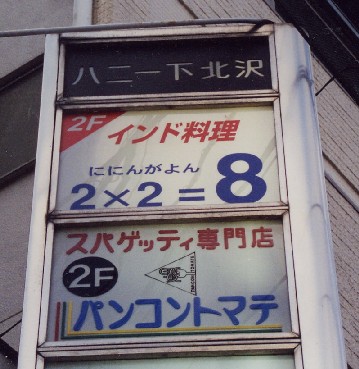 ハニー下北沢
2F
インド料理
ににんがよん
2×2=8
スパゲッティ専門店
2F
パンコントマテ